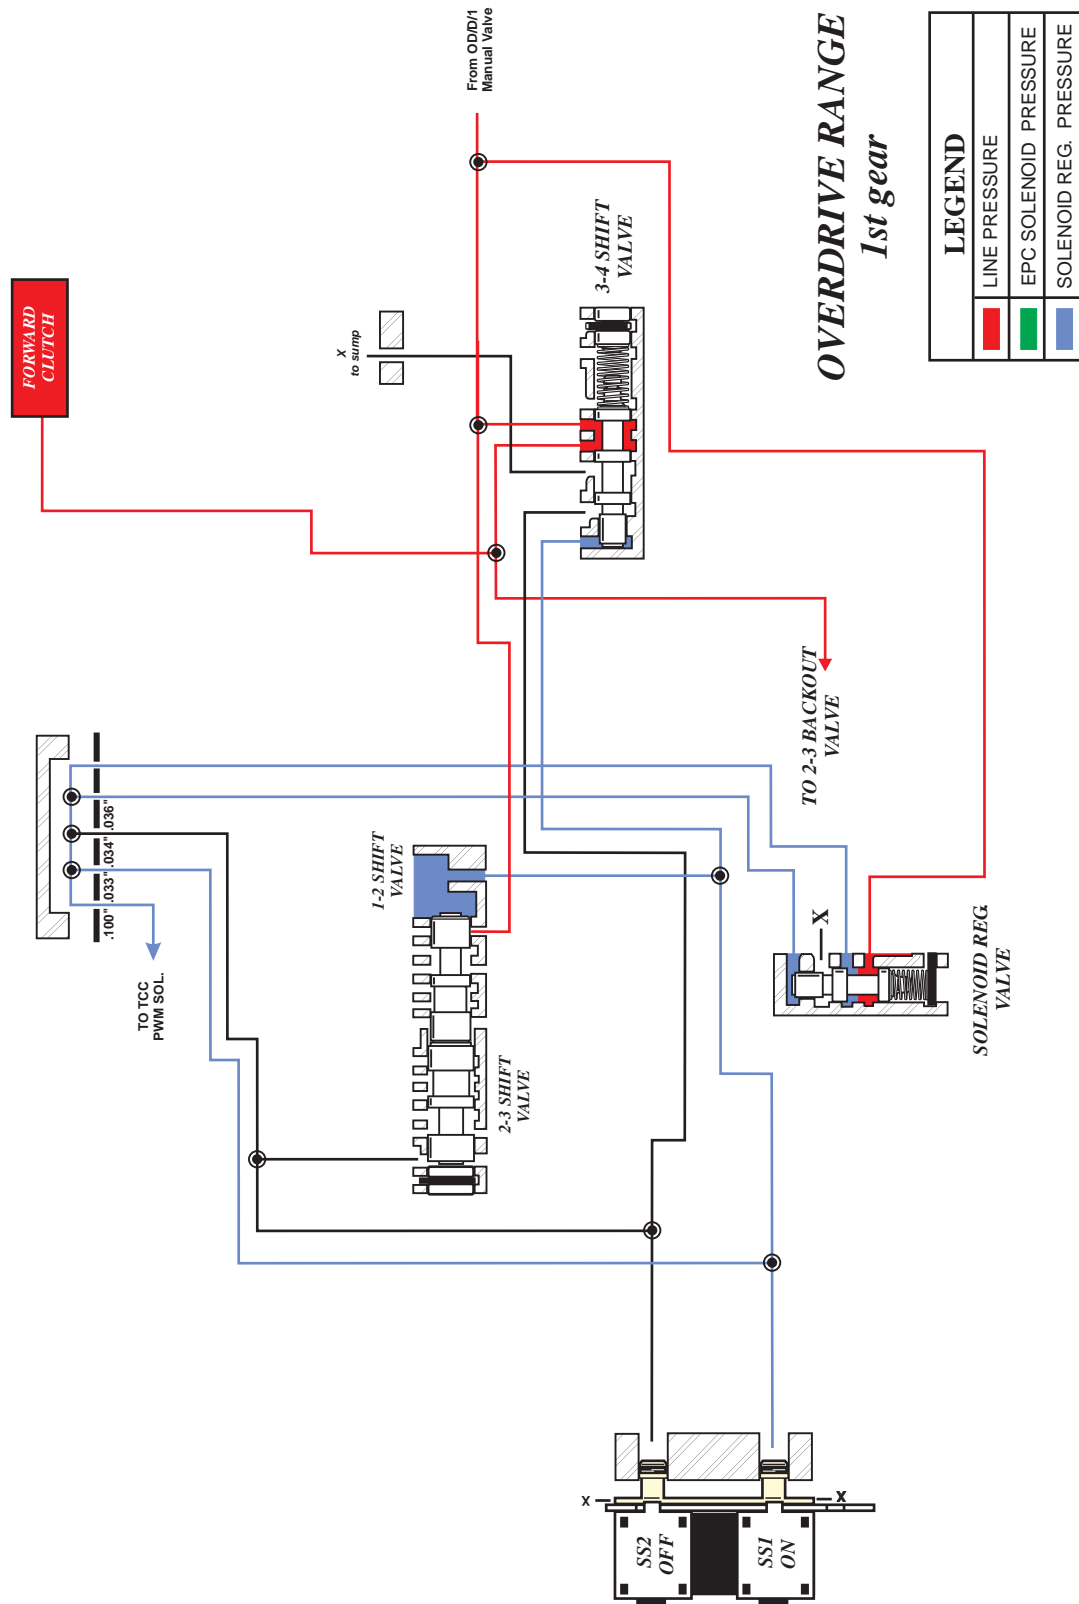 OVERDRIVE RANGE
1st gear
LEGEND
LINE PRESSURE
EPC SOLENOID PRESSURE
SOLENOID REG. PRESSURE
From OD/D/1
Manual Valve
FORWARD
CLUTCH
X
to sump
3-4 SHIFT
VALVE
TO 2-3 BACKOUT
VALVE
.100" .033" .034" .036"
TO TCC
PWM SOL.
1-2 SHIFT
VALVE
2-3 SHIFT
VALVE
X
SOLENOID REG.
VALVE
X
X
SS2
OFF
SS1
ON